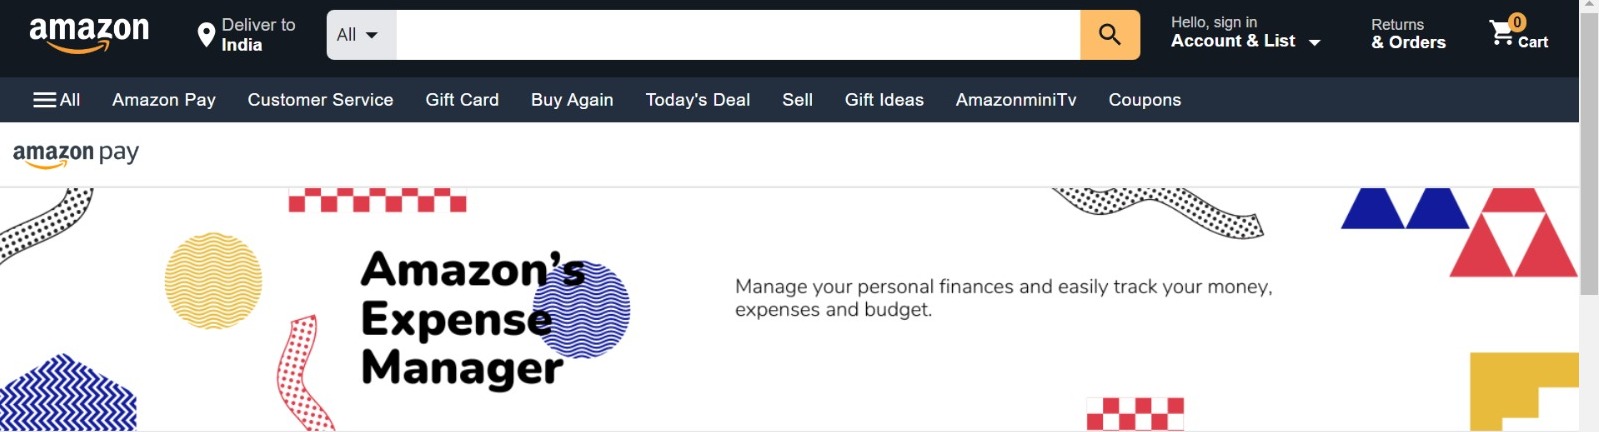 amazon
Deliver to
India
All
Hello, sign in
Account & List
Returns
& Orders
0
Cart
All Amazon Pay Customer Service Gift Card Buy Again Today's Deal Sell Gift Ideas AmazonminiTv Coupons
amazon pay
Amazon's
Expense
Manager
Manage your personal finances and easily track your money,
expenses and budget.